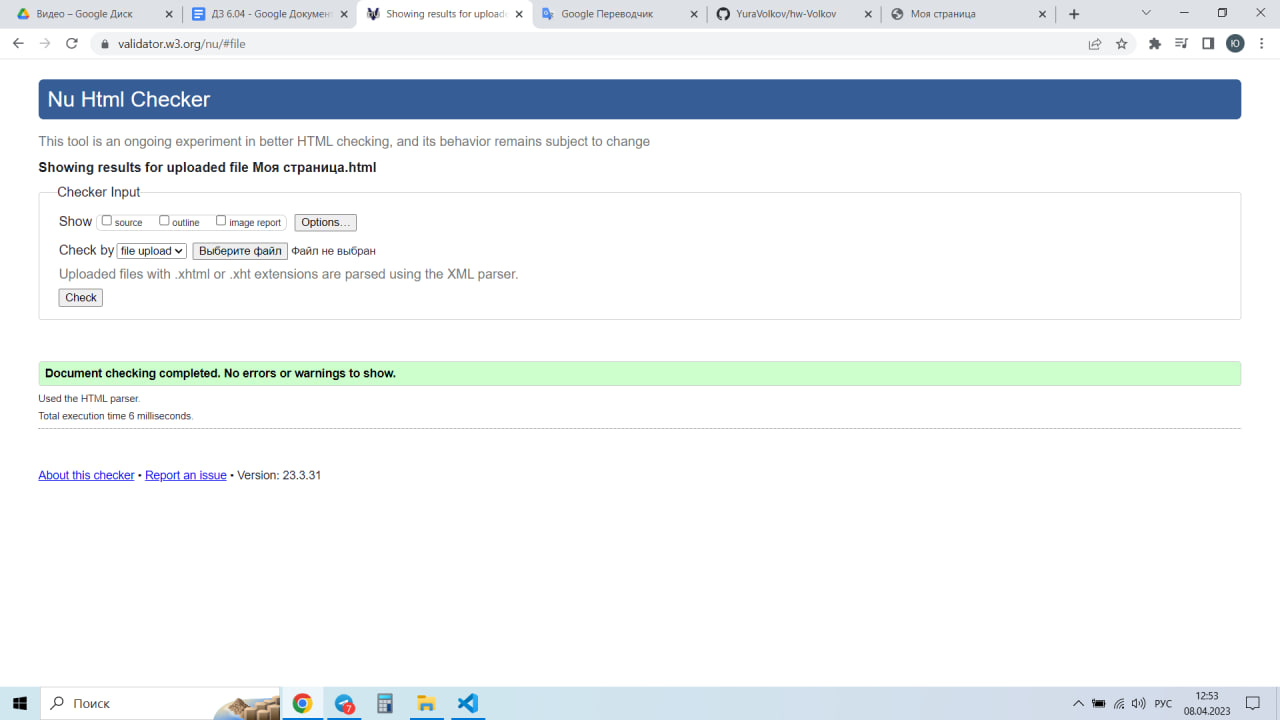 Видео – Google Диск
ДЗ 6.04 - Google Документ
Showing results for upload
Google Переводчик
YuraVolkov/hw-Volkov
Моя страница
validator.w3.org/nu/#file
Ю
Nu Html Checker
This tool is an ongoing experiment in better HTML checking, and its behavior remains subject to change
Showing results for uploaded file Моя страница.html
Checker Input
Show source outline image report Options…
Check by file upload Выберите файл Файл не выбран
Uploaded files with .xhtml or .xht extensions are parsed using the XML parser.
Check
Document checking completed. No errors or warnings to show.
Used the HTML parser.
Total execution time 6 milliseconds.
About this checker • Report an issue • Version: 23.3.31
Поиск
7
РУС
12:53
08.04.2023